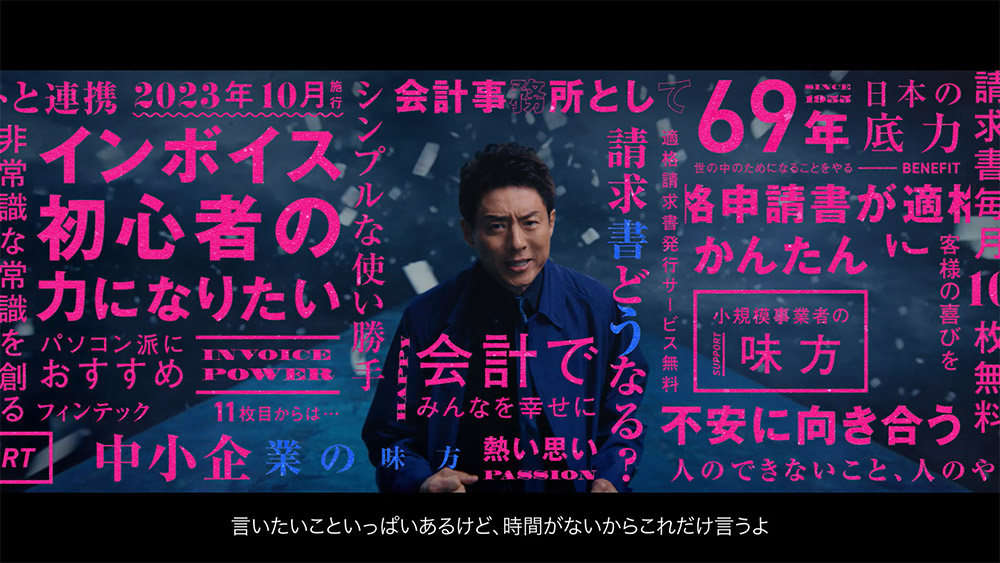 トと連携
2023年10月施行
インボイス
初心者の
力になりたい
非常識な常識を創る
パソコン派に
おすすめ
フィンテック
INVOICE
POWER
11枚目からは…
RT
中小企業の味方
シンプルな使い勝手
会計事務所として
HAPPY
会計で
みんなを幸せに
熱い思い
PASSION
請求書どうなる?
適格請求書発行サービス無料
69年
SINCE
1955
日本の
底力
世の中のためになることをやる
BENEFIT
格申請書が適格
かんたんに
客様の喜びを
請求書毎月10枚無料
小規模事業者の
味方
SUPPORT
不安に向き合う
人のできないこと、人のや
言いたいこといっぱいあるけど、時間がないからこれだけ言うよ